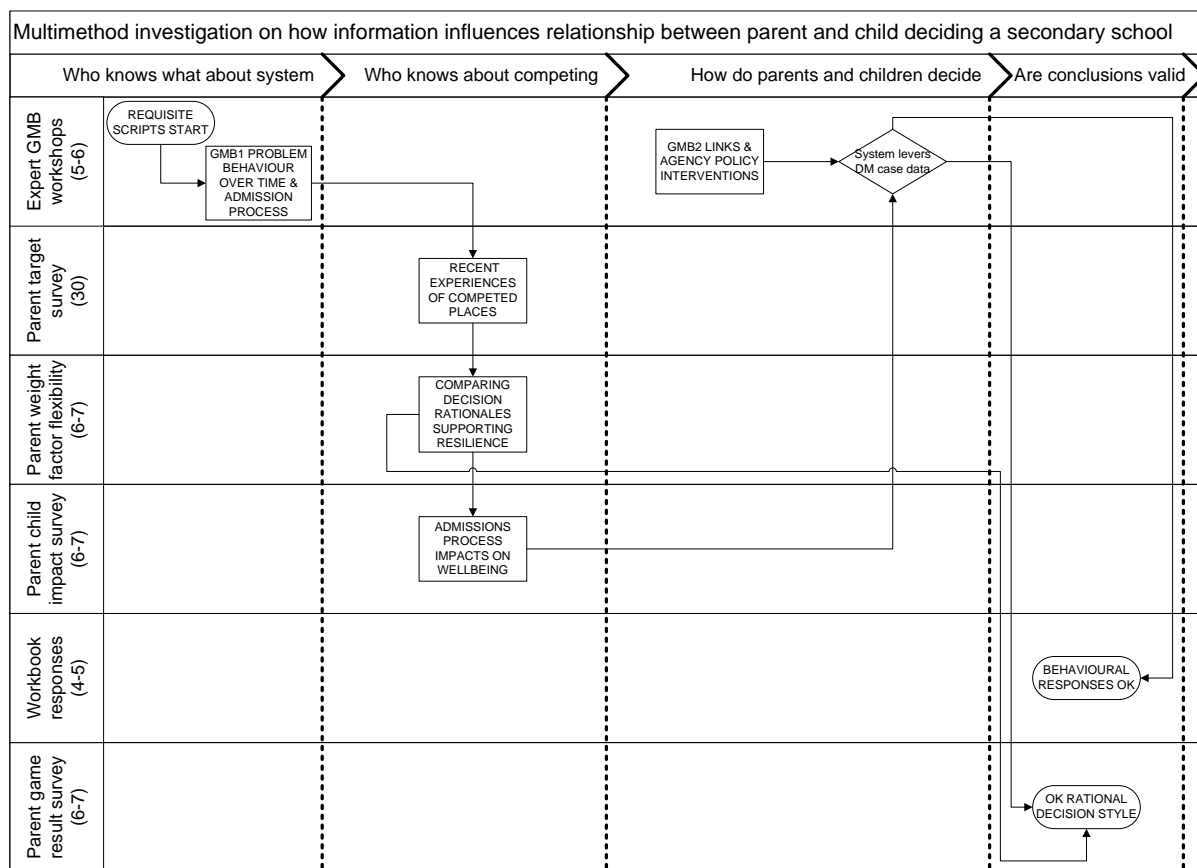 Multimethod investigation on how information influences relationship between parent and child deciding a secondary school
Who knows what about system
Who knows about competing
How do parents and children decide
Are conclusions valid
Expert GMB
workshops
(5-6)
REQUISITE
SCRIPTS START
GMB1 PROBLEM
BEHAVIOUR
OVER TIME &
ADMISSION
PROCESS
GMB2 LINKS &
AGENCY POLICY
INTERVENTIONS
System levers
DM case data
Parent target
survey
(30)
RECENT
EXPERIENCES
OF COMPETED
PLACES
Parent weight
factor flexibility
(6-7)
COMPARING
DECISION
RATIONALES
SUPPORTING
RESILIENCE
Parent child
impact survey
(6-7)
ADMISSIONS
PROCESS
IMPACTS ON
WELLBEING
Workbook
responses
(4-5)
BEHAVIOURAL
RESPONSES OK
Parent game
result survey
(6-7)
OK RATIONAL
DECISION STYLE